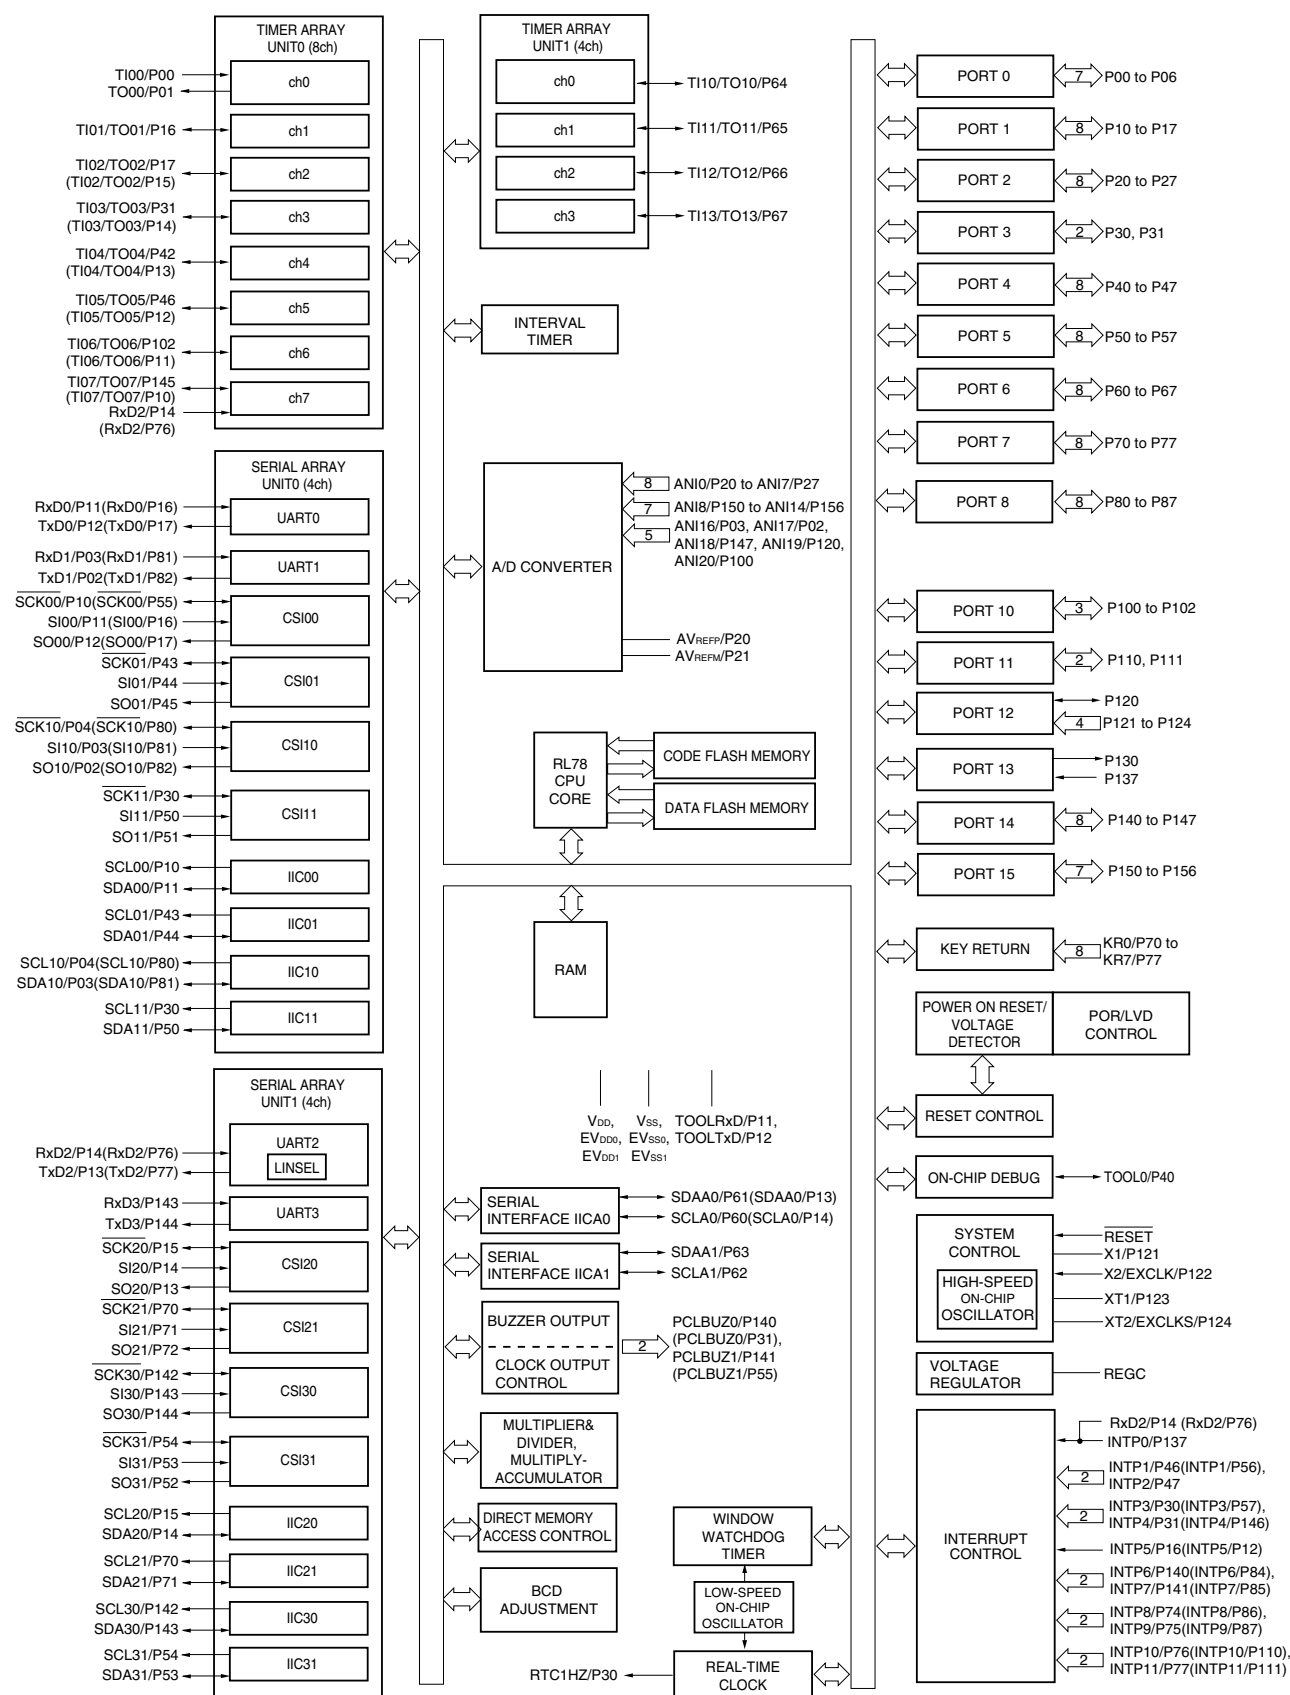 TIMER ARRAY
UNIT0 (8ch)
TI00/P00
TO00/P01
ch0
TI01/TO01/P16
ch1
TI02/TO02/P17
(TI02/TO02/P15)
ch2
TI03/TO03/P31
(TI03/TO03/P14)
ch3
TI04/TO04/P42
(TI04/TO04/P13)
ch4
TI05/TO05/P46
(TI05/TO05/P12)
ch5
TI06/TO06/P102
(TI06/TO06/P11)
ch6
TI07/TO07/P145
(TI07/TO07/P10)
RxD2/P14
(RxD2/P76)
ch7
SERIAL ARRAY
UNIT0 (4ch)
RxD0/P11(RxD0/P16)
TxD0/P12(TxD0/P17)
UART0
RxD1/P03(RxD1/P81)
TxD1/P02(TxD1/P82)
UART1
SCK00/P10(SCK00/P55)
SI00/P11(SI00/P16)
SO00/P12(SO00/P17)
CSI00
SCK01/P43
SI01/P44
SO01/P45
CSI01
SCK10/P04(SCK10/P80)
SI10/P03(SI10/P81)
SO10/P02(SO10/P82)
CSI10
SCK11/P30
SI11/P50
SO11/P51
CSI11
SCL00/P10
SDA00/P11
IIC00
SCL01/P43
SDA01/P44
IIC01
SCL10/P04(SCL10/P80)
SDA10/P03(SDA10/P81)
IIC10
SCL11/P30
SDA11/P50
IIC11
SERIAL ARRAY
UNIT1 (4ch)
RxD2/P14(RxD2/P76)
TxD2/P13(TxD2/P77)
UART2
LINSEL
RxD3/P143
TxD3/P144
UART3
SCK20/P15
SI20/P14
SO20/P13
CSI20
SCK21/P70
SI21/P71
SO21/P72
CSI21
SCK30/P142
SI30/P143
SO30/P144
CSI30
SCK31/P54
SI31/P53
SO31/P52
CSI31
SCL20/P15
SDA20/P14
IIC20
SCL21/P70
SDA21/P71
IIC21
SCL30/P142
SDA30/P143
IIC30
SCL31/P54
SDA31/P53
IIC31
TIMER ARRAY
UNIT1 (4ch)
ch0
TI10/TO10/P64
ch1
TI11/TO11/P65
ch2
TI12/TO12/P66
ch3
TI13/TO13/P67
INTERVAL
TIMER
A/D CONVERTER
8 ANI0/P20 to ANI7/P27
7 ANI8/P150 to ANI14/P156
5 ANI16/P03, ANI17/P02,
ANI18/P147, ANI19/P120,
ANI20/P100
AVREFP/P20
AVREFM/P21
RL78
CPU
CORE
CODE FLASH MEMORY
DATA FLASH MEMORY
RAM
VDD,
EVDD0,
EVDD1
VSS,
EVSS0,
EVSS1
TOOLRxD/P11,
TOOLTxD/P12
SERIAL
INTERFACE IICA0
SDAA0/P61(SDAA0/P13)
SCLA0/P60(SCLA0/P14)
SERIAL
INTERFACE IICA1
SDAA1/P63
SCLA1/P62
BUZZER OUTPUT
CLOCK OUTPUT
CONTROL
2
PCLBUZ0/P140
(PCLBUZ0/P31),
PCLBUZ1/P141
(PCLBUZ1/P55)
MULTIPLIER&
DIVIDER,
MULITIPLY-
ACCUMULATOR
DIRECT MEMORY
ACCESS CONTROL
BCD
ADJUSTMENT
WINDOW
WATCHDOG
TIMER
LOW-SPEED
ON-CHIP
OSCILLATOR
RTC1HZ/P30
REAL-TIME
CLOCK
PORT 0 7 P00 to P06
PORT 1 8 P10 to P17
PORT 2 8 P20 to P27
PORT 3 2 P30, P31
PORT 4 8 P40 to P47
PORT 5 8 P50 to P57
PORT 6 8 P60 to P67
PORT 7 8 P70 to P77
PORT 8 8 P80 to P87
PORT 10 3 P100 to P102
PORT 11 2 P110, P111
PORT 12
P120
4 P121 to P124
PORT 13
P130
P137
PORT 14 8 P140 to P147
PORT 15 7 P150 to P156
KEY RETURN
8 KR0/P70 to
KR7/P77
POWER ON RESET/
VOLTAGE
DETECTOR
POR/LVD
CONTROL
RESET CONTROL
ON-CHIP DEBUG
TOOL0/P40
SYSTEM
CONTROL
HIGH-SPEED
ON-CHIP
OSCILLATOR
RESET
X1/P121
X2/EXCLK/P122
XT1/P123
XT2/EXCLKS/P124
VOLTAGE
REGULATOR
REGC
INTERRUPT
CONTROL
RxD2/P14 (RxD2/P76)
INTP0/P137
2 INTP1/P46(INTP1/P56),
INTP2/P47
2 INTP3/P30(INTP3/P57),
INTP4/P31(INTP4/P146)
INTP5/P16(INTP5/P12)
2 INTP6/P140(INTP6/P84),
INTP7/P141(INTP7/P85)
2 INTP8/P74(INTP8/P86),
INTP9/P75(INTP9/P87)
2 INTP10/P76(INTP10/P110),
INTP11/P77(INTP11/P111)